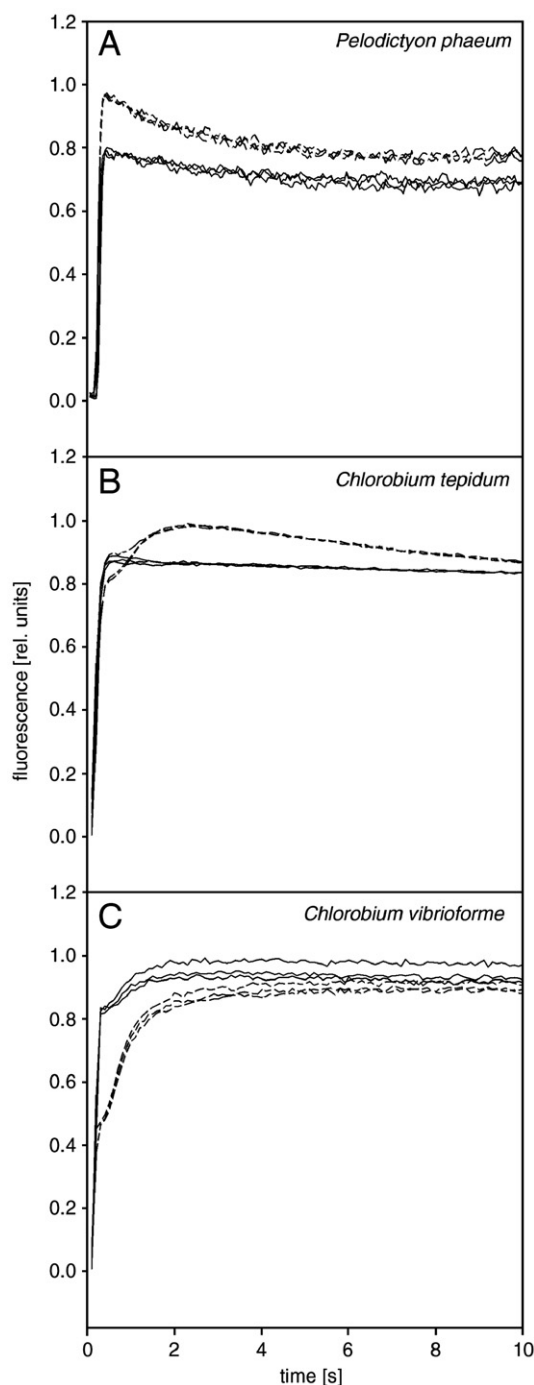 1.2
A
Pelodictyon phaeum
1.0
0.8
0.6
0.4
0.2
0.0
1.2
B
Chlorobium tepidum
1.0
0.8
0.6
0.4
0.2
0.0
fluorescence [rel. units]
1.2
C
Chlorobium vibrioforme
1.0
0.8
0.6
0.4
0.2
0.0
0 2 4 6 8 10
time [s]